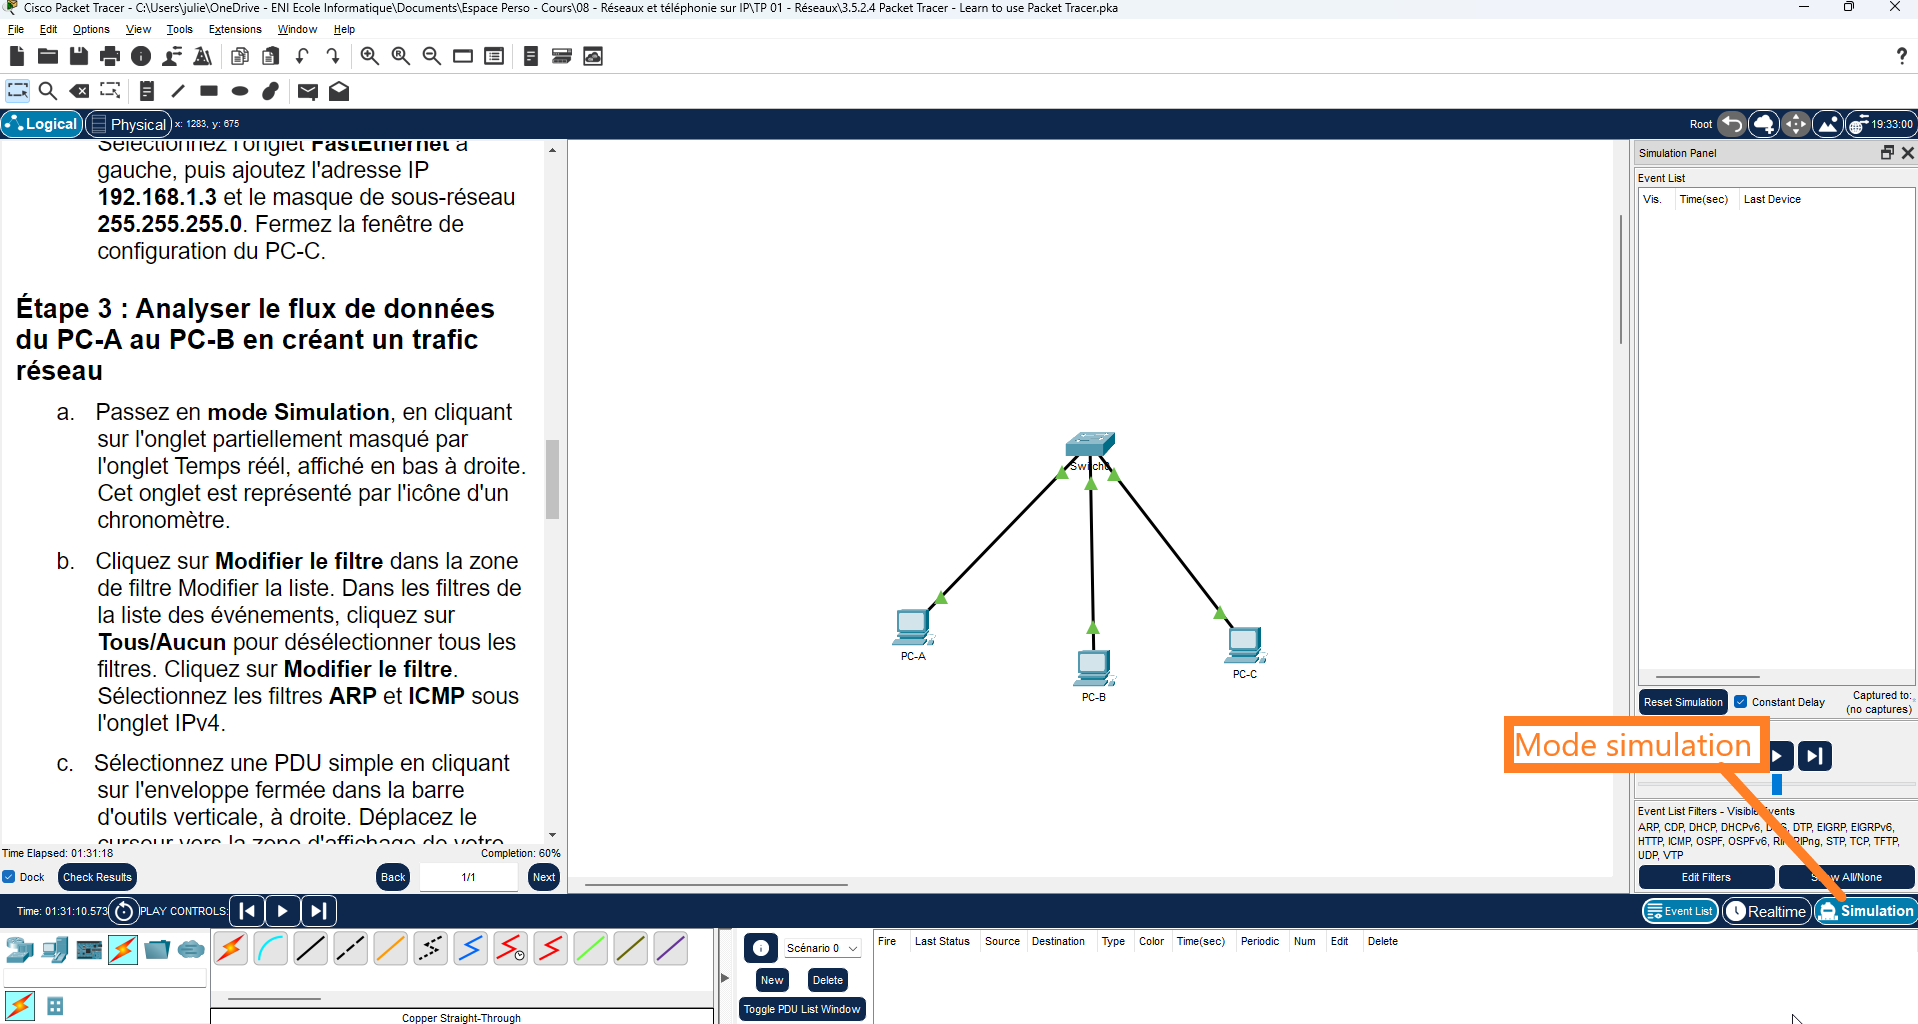 Cisco Packet Tracer - C:\Users\julie\OneDrive - ENI Ecole Informatique\Documents\Espace Perso - Cours\08 - Réseaux et téléphonie sur IP\TP 01 - Réseaux\3.5.2.4 Packet Tracer - Learn to use Packet Tracer.pka
File Edit Options View Tools Extensions Window Help
Logical Physical x: 1283, y: 675
Root 19:33:00
Sélectionnez l'onglet FastEthernet à
gauche, puis ajoutez l'adresse IP
192.168.1.3 et le masque de sous-réseau
255.255.255.0. Fermez la fenêtre de
configuration du PC-C.
Étape 3 : Analyser le flux de données
du PC-A au PC-B en créant un trafic
réseau
a. Passez en mode Simulation, en cliquant
sur l'onglet partiellement masqué par
l'onglet Temps réél, affiché en bas à droite.
Cet onglet est représenté par l'icône d'un
chronomètre.
b. Cliquez sur Modifier le filtre dans la zone
de filtre Modifier la liste. Dans les filtres de
la liste des événements, cliquez sur
Tous/Aucun pour désélectionner tous les
filtres. Cliquez sur Modifier le filtre.
Sélectionnez les filtres ARP et ICMP sous
l'onglet IPv4.
c. Sélectionnez une PDU simple en cliquant
sur l'enveloppe fermée dans la barre
d'outils verticale, à droite. Déplacez le
curseur vers la zone d'affichage de votre
Time Elapsed: 01:31:18 Completion: 60%
Dock Check Results Back 1/1 Next
Switch0
PC-A
PC-B
PC-C
Simulation Panel
Event List
Vis. Time(sec) Last Device
Reset Simulation Constant Delay Captured to:
(no captures)
Mode simulation
Event List Filters - Visible Events
ARP, CDP, DHCP, DHCPv6, DTP, EIGRP, EIGRPv6,
HTTP, ICMP, OSPF, OSPFv6, RIPng, STP, TCP, TFTP,
UDP, VTP
Edit Filters Show All/None
Time: 01:31:10.573 PLAY CONTROLS: Event List Realtime Simulation
Scénario 0
New Delete
Toggle PDU List Window
Fire Last Status Source Destination Type Color Time(sec) Periodic Num Edit Delete
Copper Straight-Through